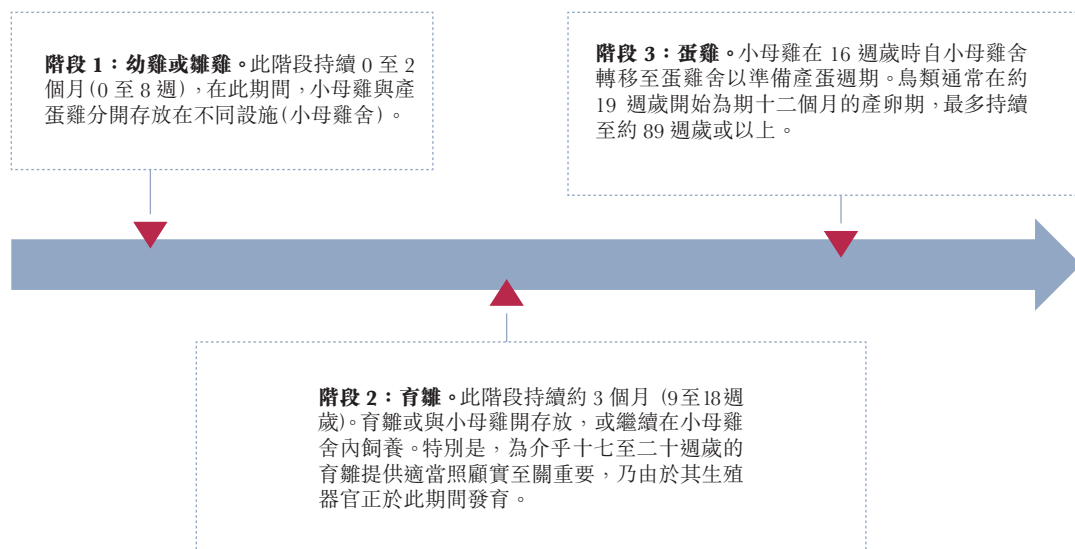 階段 1：幼雞或雛雞。此階段持續 0 至 2
個月(0 至 8 週)，在此期間，小母雞與產
蛋雞分開存放在不同設施(小母雞舍)。
階段 3：蛋雞。小母雞在 16 週歲時自小母雞舍
轉移至蛋雞舍以準備產蛋週期。鳥類通常在約
19 週歲開始為期十二個月的產卵期，最多持續
至約 89 週歲或以上。
階段 2：育雛。此階段持續約 3 個月 (9至18週
歲)。育雛或與小母雞開存放，或繼續在小母雞
舍內飼養。特別是，為介乎十七至二十週歲的
育雛提供適當照顧實至關重要，乃由於其生殖
器官正於此期間發育。